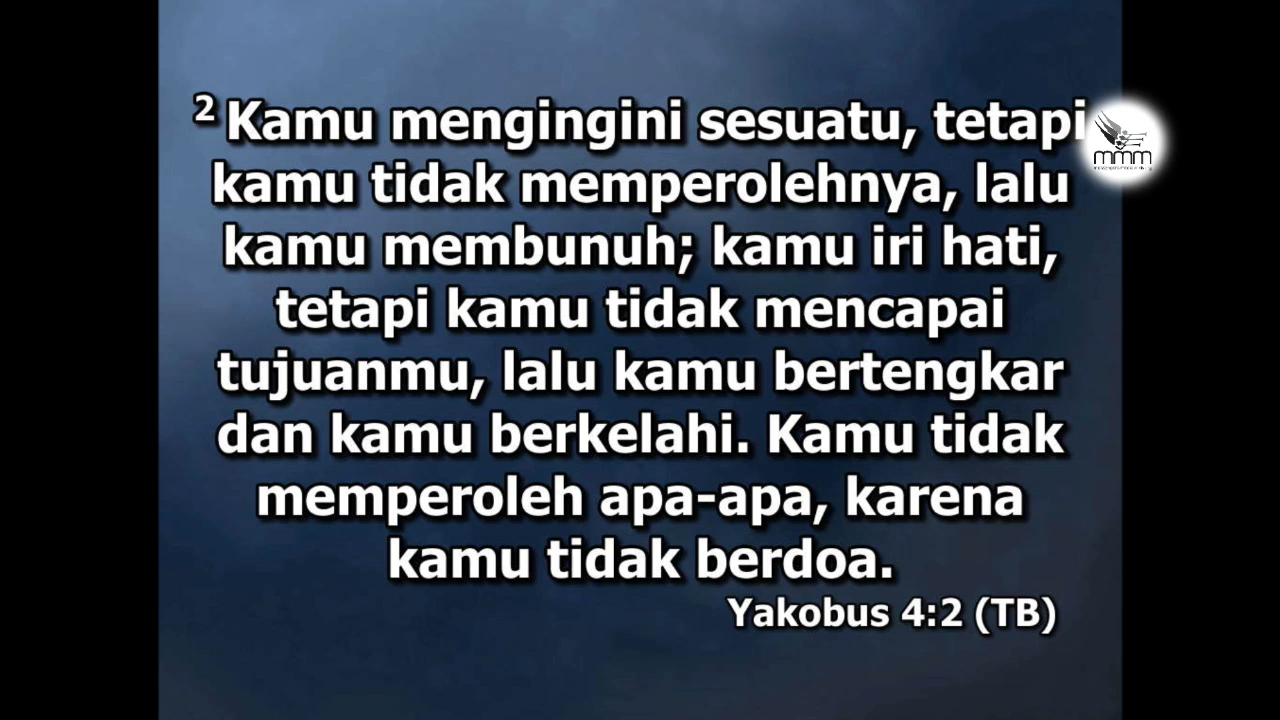 2 Kamu mengingini sesuatu, tetapi
kamu tidak memperolehnya, lalu
kamu membunuh; kamu iri hati,
tetapi kamu tidak mencapai
tujuanmu, lalu kamu bertengkar
dan kamu berkelahi. Kamu tidak
memperoleh apa-apa, karena
kamu tidak berdoa.
Yakobus 4:2 (TB)
mmm